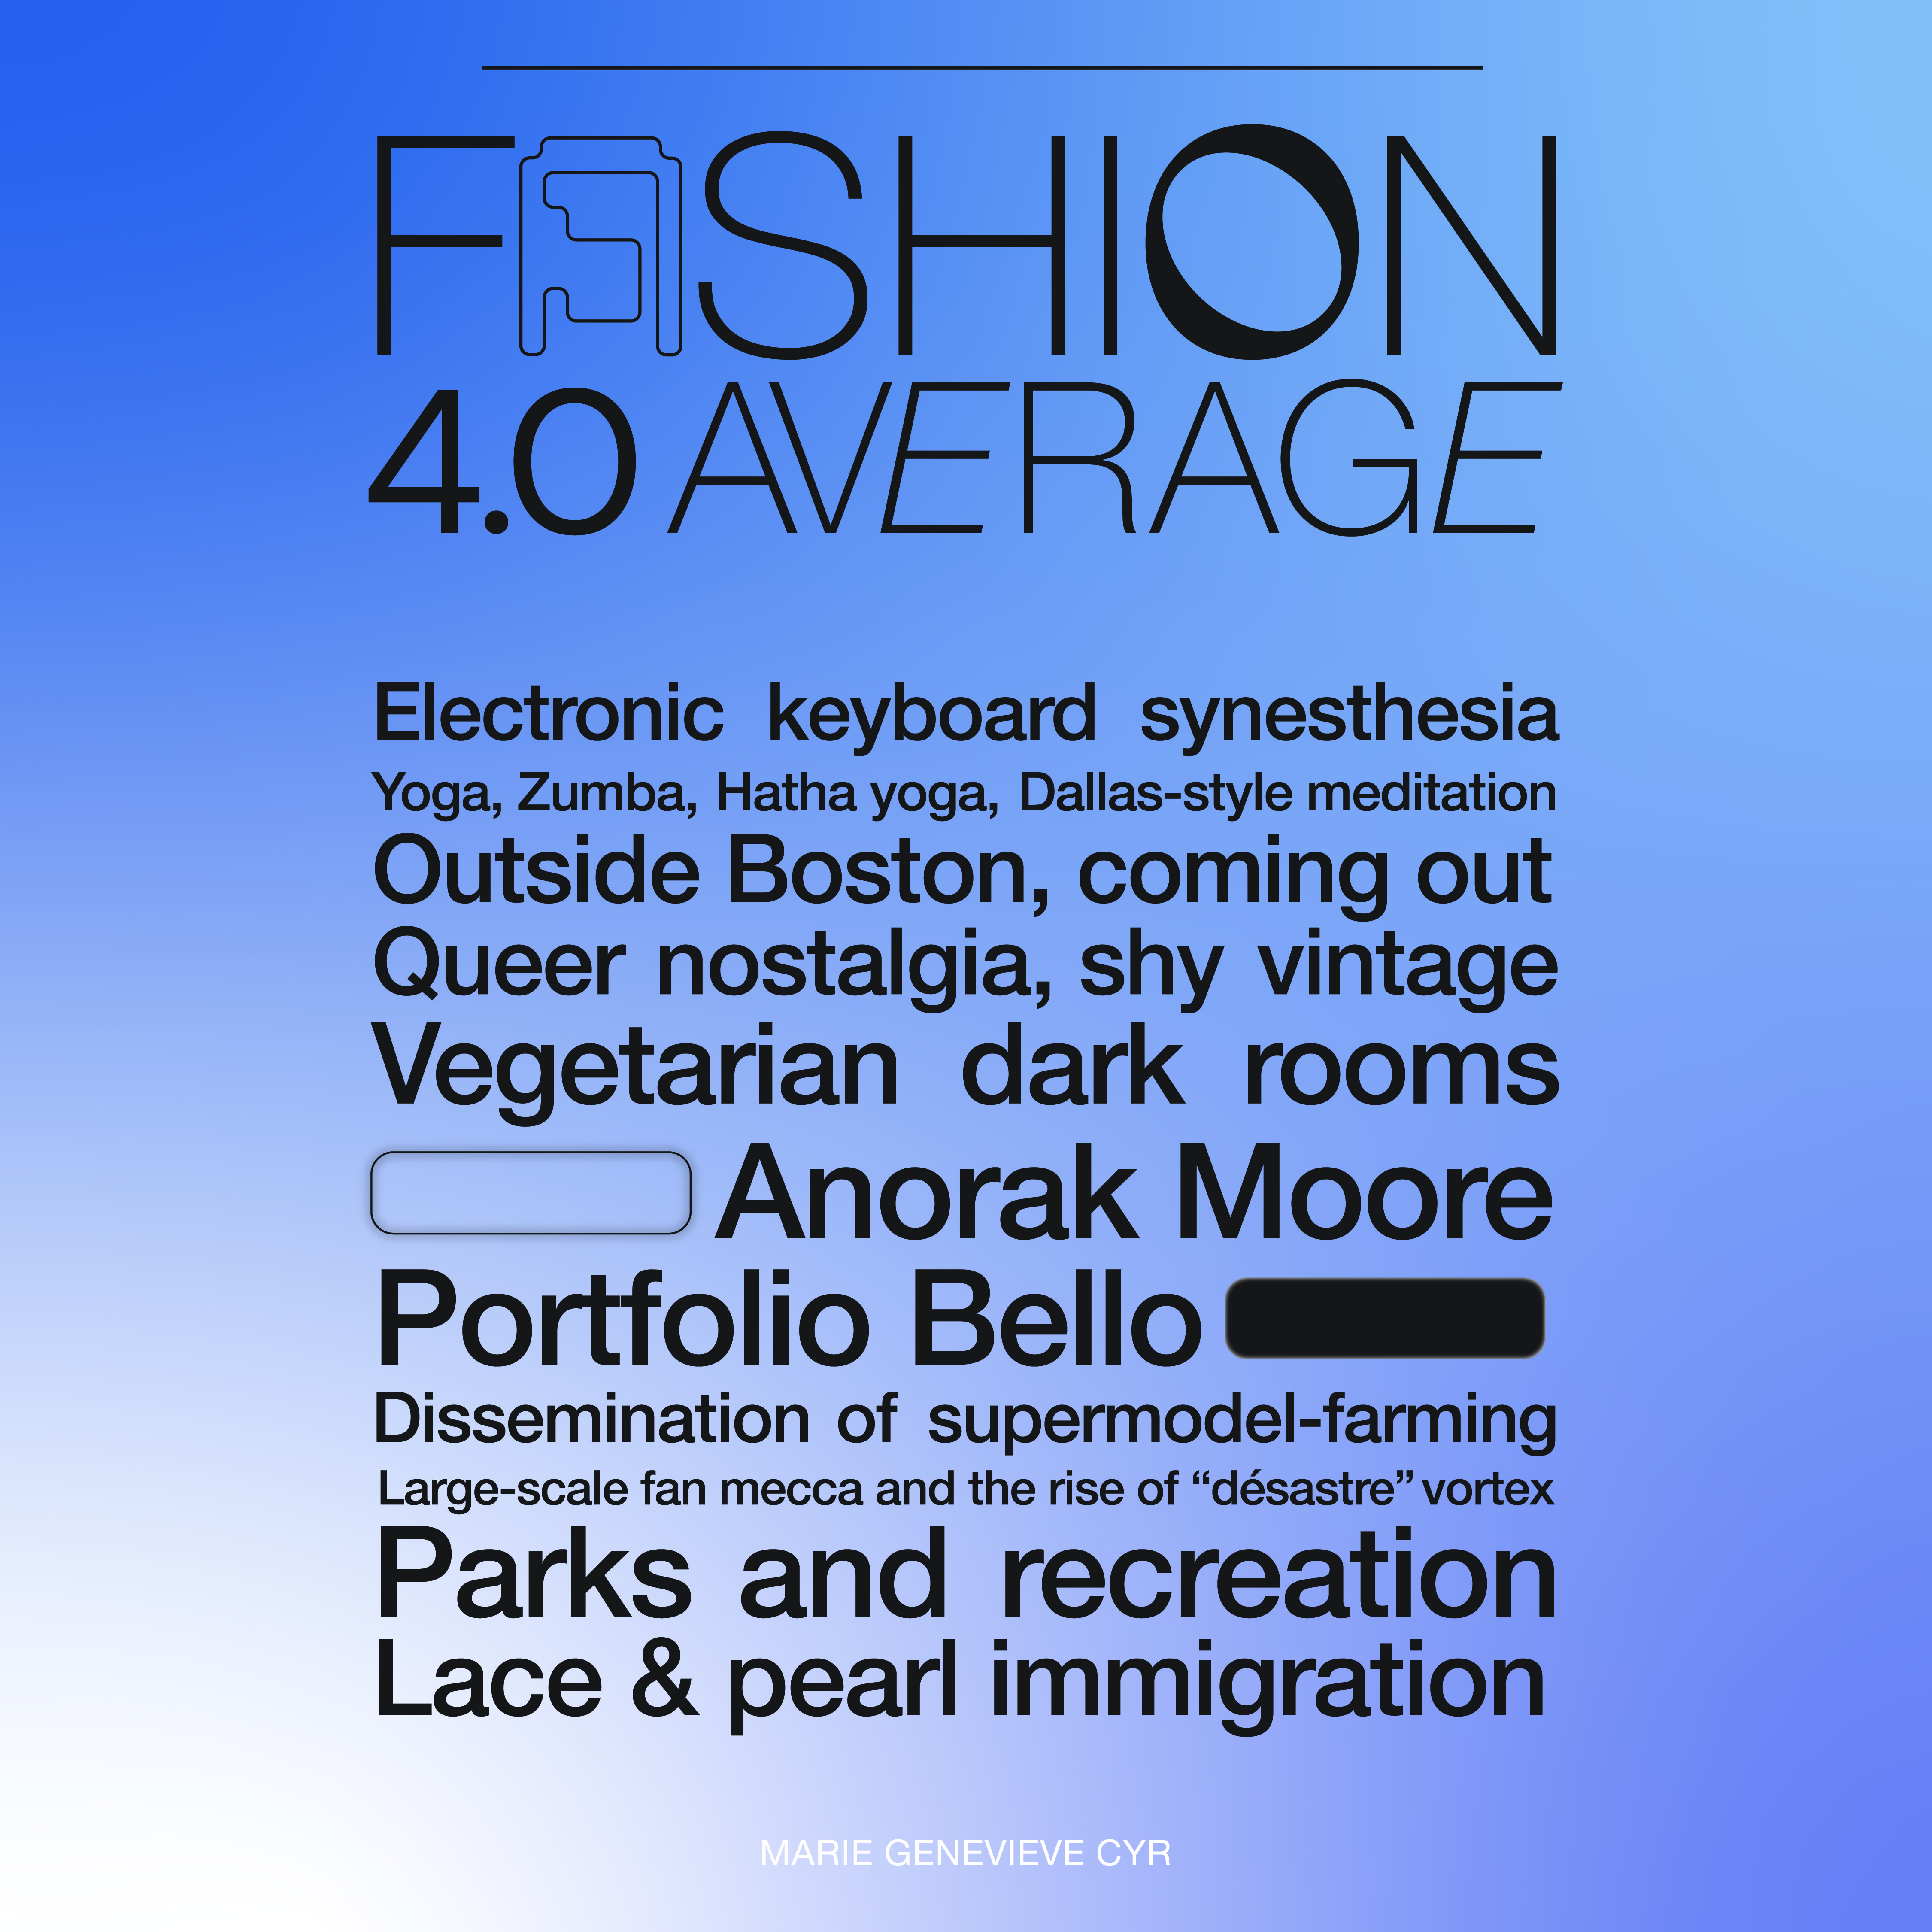 FASHION
4.0 AVERAGE
Electronic keyboard synesthesia
Yoga, Zumba, Hatha yoga, Dallas-style meditation
Outside Boston, coming out
Queer nostalgia, shy vintage
Vegetarian dark rooms
Anorak Moore
Portfolio Bello
Dissemination of supermodel-farming
Large-scale fan mecca and the rise of “désastre” vortex
Parks and recreation
Lace & pearl immigration
MARIE GENEVIEVE CYR